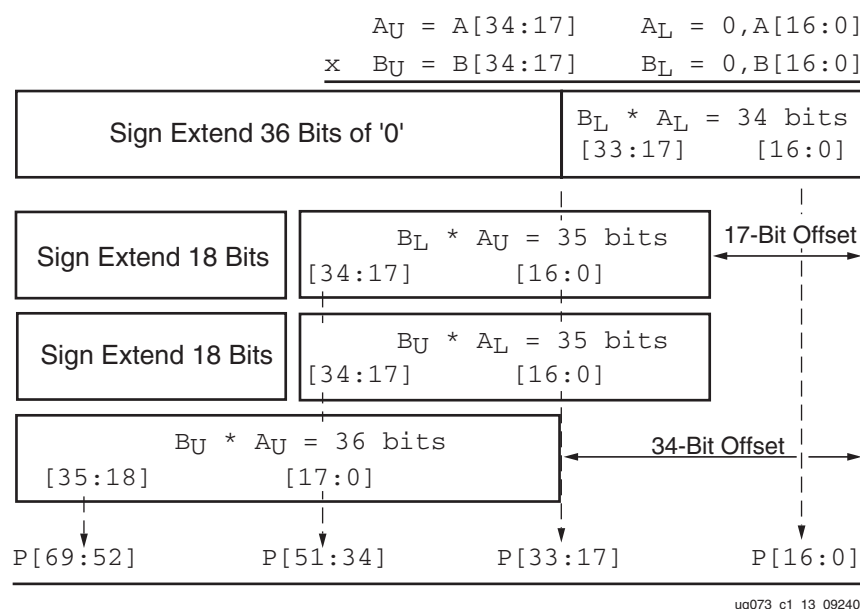 AU = A[34:17] AL = 0,A[16:0]
x BU = B[34:17] BL = 0,B[16:0]
Sign Extend 36 Bits of '0' BL * AL = 34 bits
[33:17] [16:0]
BL * AU = 35 bits 17-Bit Offset
Sign Extend 18 Bits
[34:17] [16:0]
BU * AL = 35 bits
Sign Extend 18 Bits
[34:17] [16:0]
BU * AU = 36 bits 34-Bit Offset
[35:18] [17:0]
P[69:52] P[51:34] P[33:17] P[16:0]
ug073_c1_13_09240